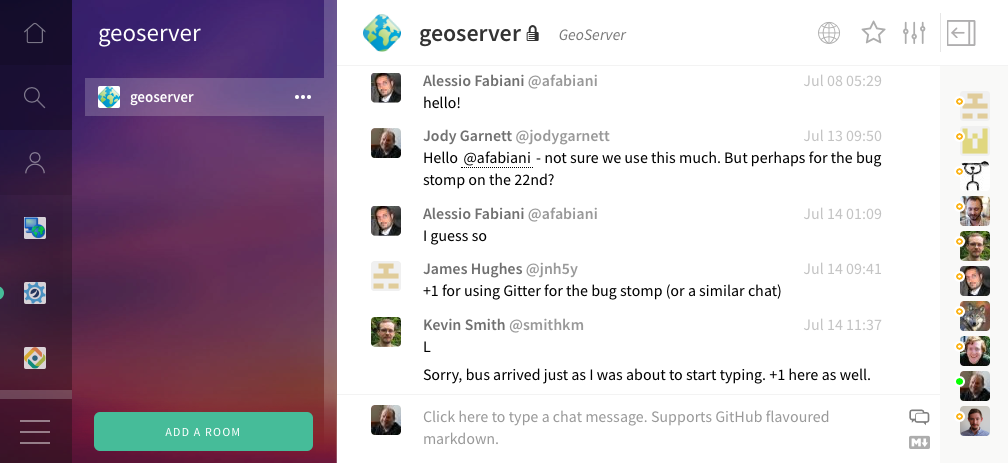 geoserver
geoserver
ADD A ROOM
geoserver GeoServer
Alessio Fabiani @afabiani Jul 08 05:29
hello!
Jody Garnett @jodygarnett Jul 13 09:50
Hello @afabiani - not sure we use this much. But perhaps for the bug
stomp on the 22nd?
Alessio Fabiani @afabiani Jul 14 01:09
I guess so
James Hughes @jnh5y Jul 14 09:41
+1 for using Gitter for the bug stomp (or a similar chat)
Kevin Smith @smithkm Jul 14 11:37
L
Sorry, bus arrived just as I was about to start typing. +1 here as well.
Click here to type a chat message. Supports GitHub flavoured
markdown.
M